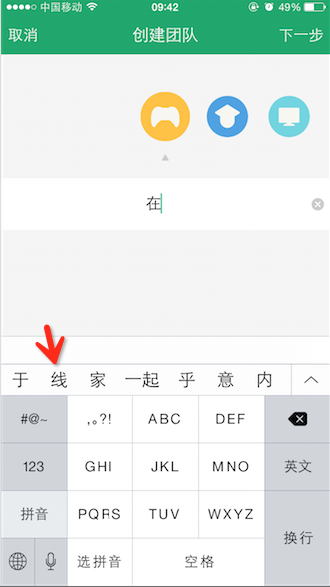 中国移动 09:42 49%
取消 创建团队 下一步
在
于 线 家 一起 乎 意 内
#@~ ,。?! ABC DEF
123 GHI JKL MNO 英文
拼音 PQRS TUV WXYZ 换行
选拼音 空格